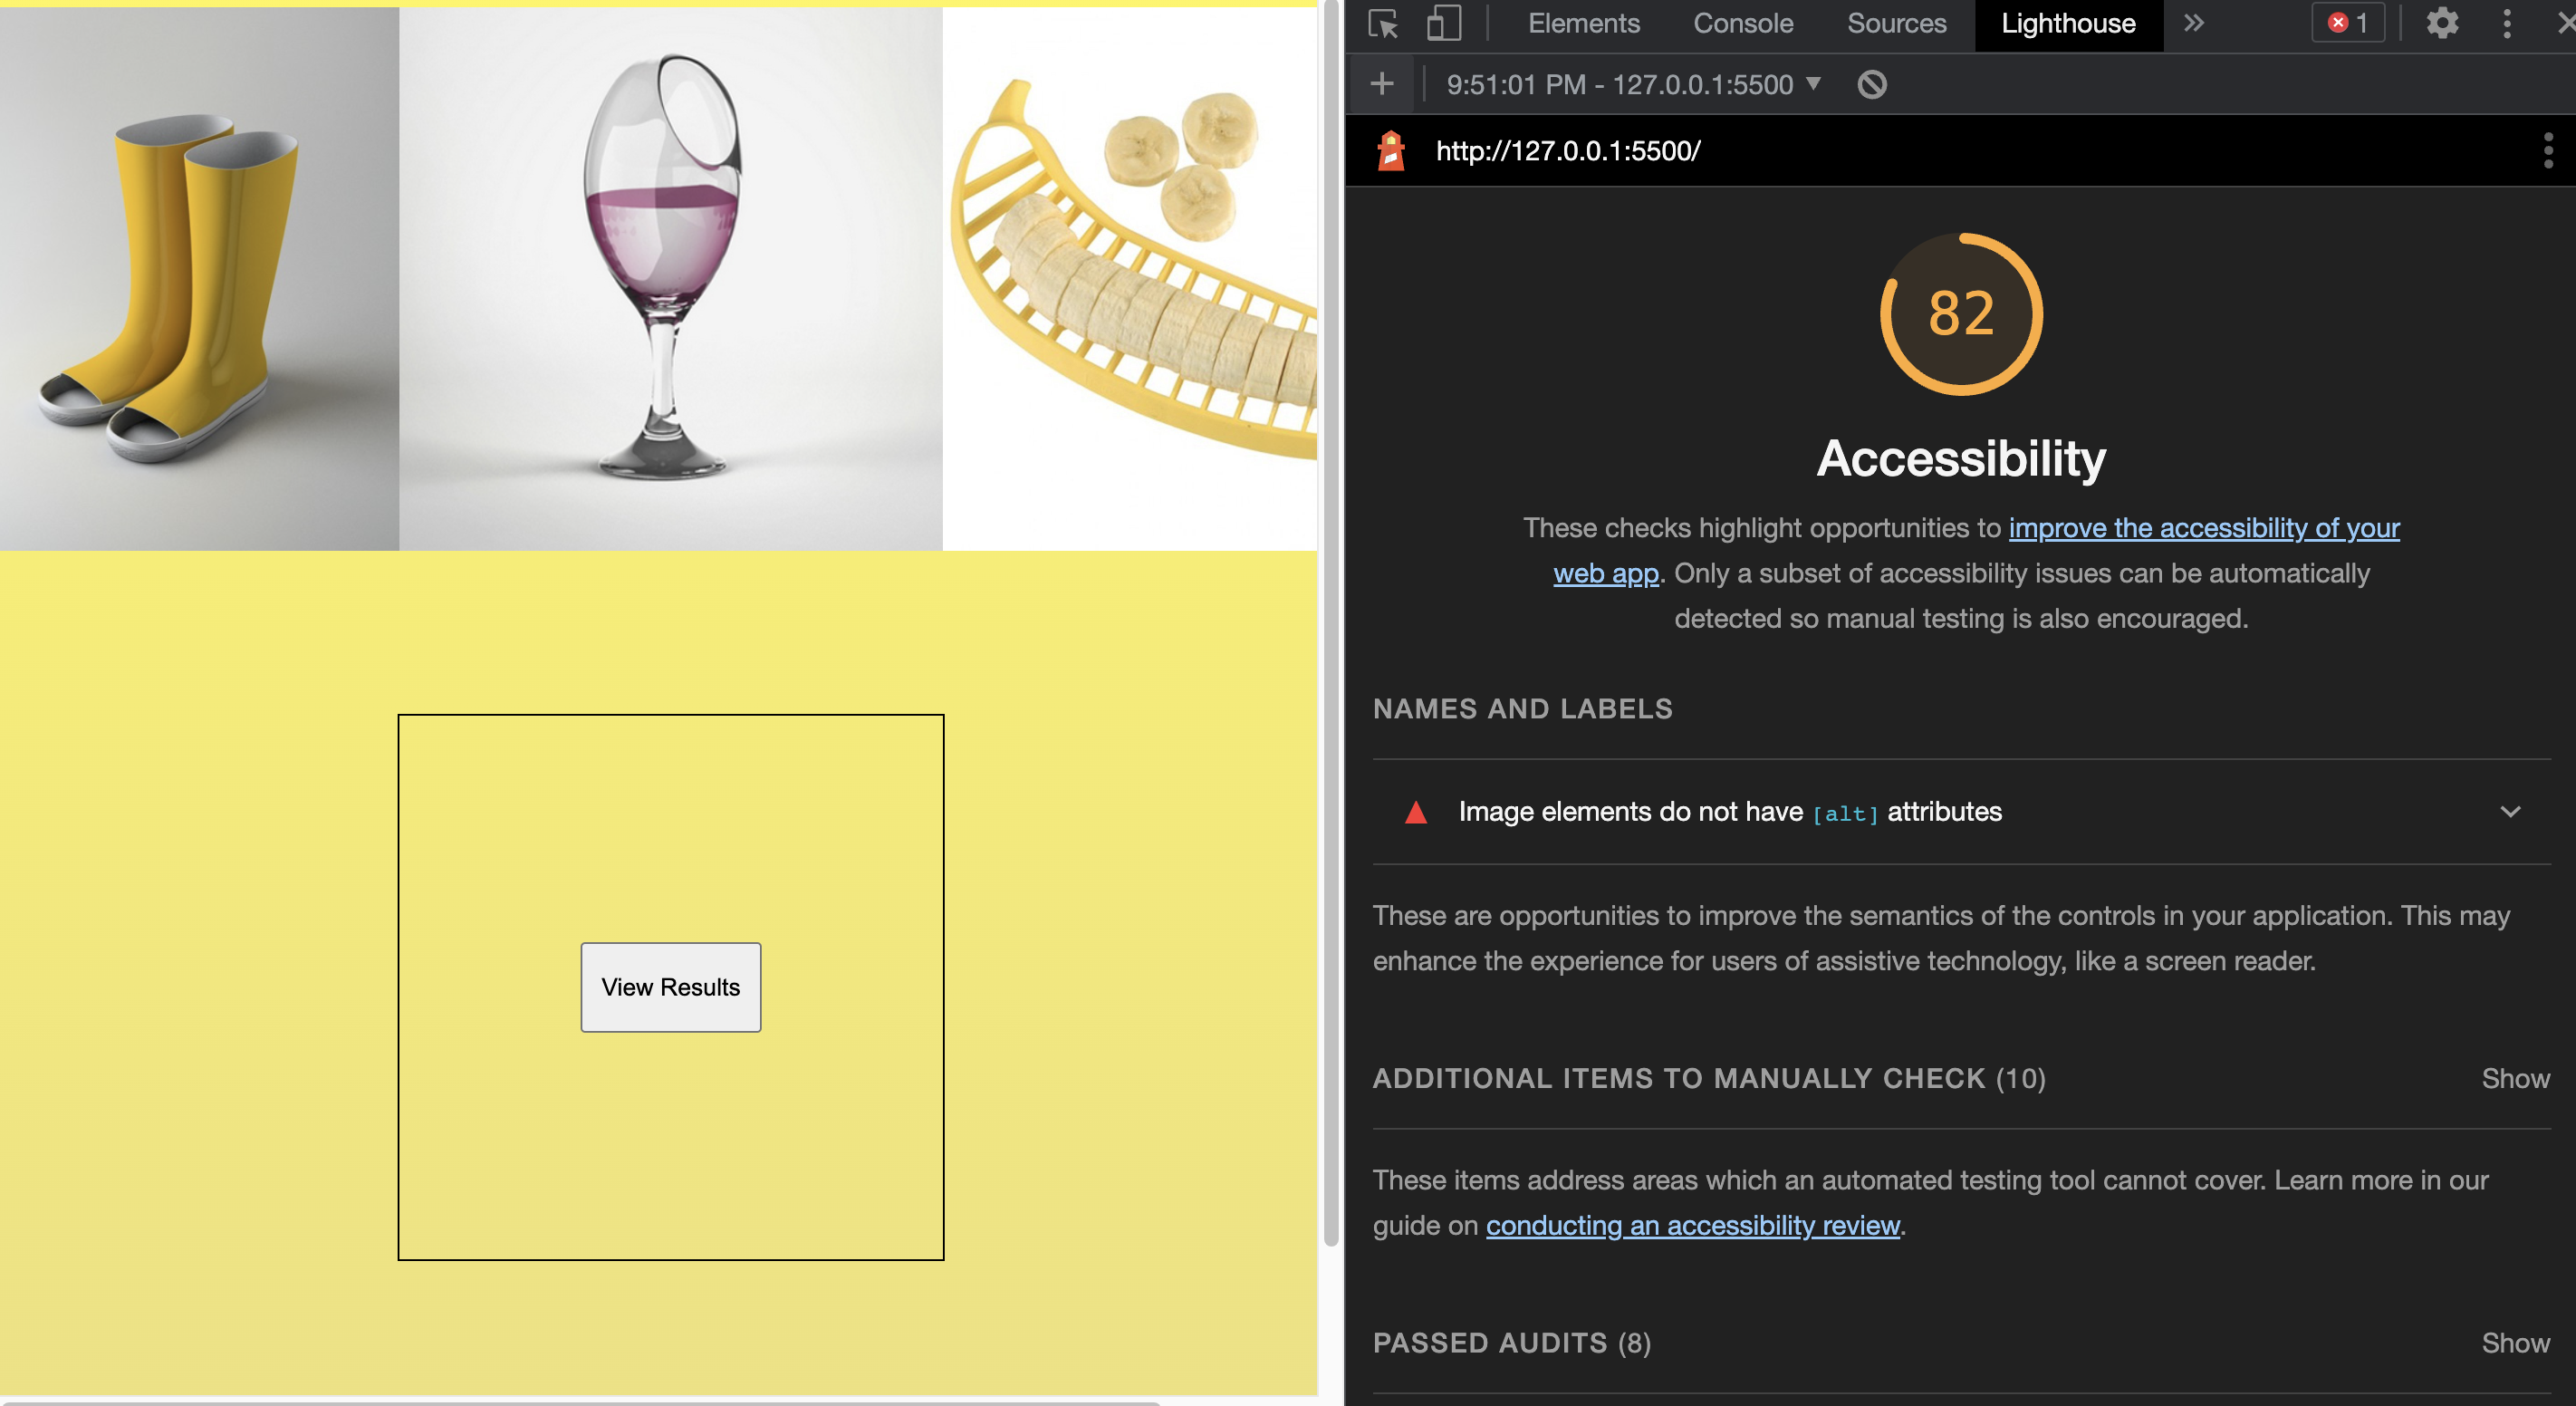 View Results
Elements Console Sources Lighthouse 1
9:51:01 PM - 127.0.0.1:5500
http://127.0.0.1:5500/
82
Accessibility
These checks highlight opportunities to improve the accessibility of your
web app. Only a subset of accessibility issues can be automatically
detected so manual testing is also encouraged.
NAMES AND LABELS
Image elements do not have [alt] attributes
These are opportunities to improve the semantics of the controls in your application. This may
enhance the experience for users of assistive technology, like a screen reader.
ADDITIONAL ITEMS TO MANUALLY CHECK (10) Show
These items address areas which an automated testing tool cannot cover. Learn more in our
guide on conducting an accessibility review.
PASSED AUDITS (8) Show